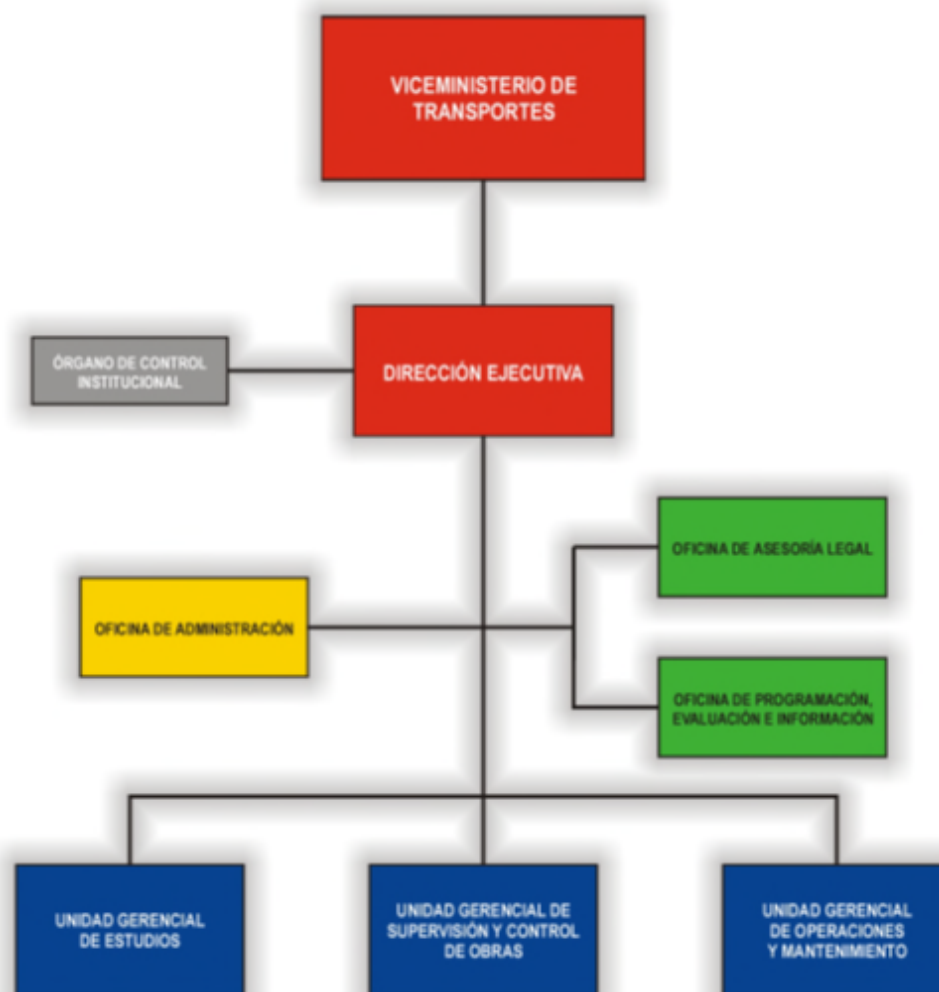 VICEMINISTERIO DE
TRANSPORTES
ÓRGANO DE CONTROL
INSTITUCIONAL
DIRECCIÓN EJECUTIVA
OFICINA DE ASESORÍA LEGAL
OFICINA DE ADMINISTRACIÓN
OFICINA DE PROGRAMACIÓN,
EVALUACIÓN E INFORMACIÓN
UNIDAD GERENCIAL
DE ESTUDIOS
UNIDAD GERENCIAL DE
SUPERVISIÓN Y CONTROL
DE OBRAS
UNIDAD GERENCIAL
DE OPERACIONES
Y MANTENIMIENTO